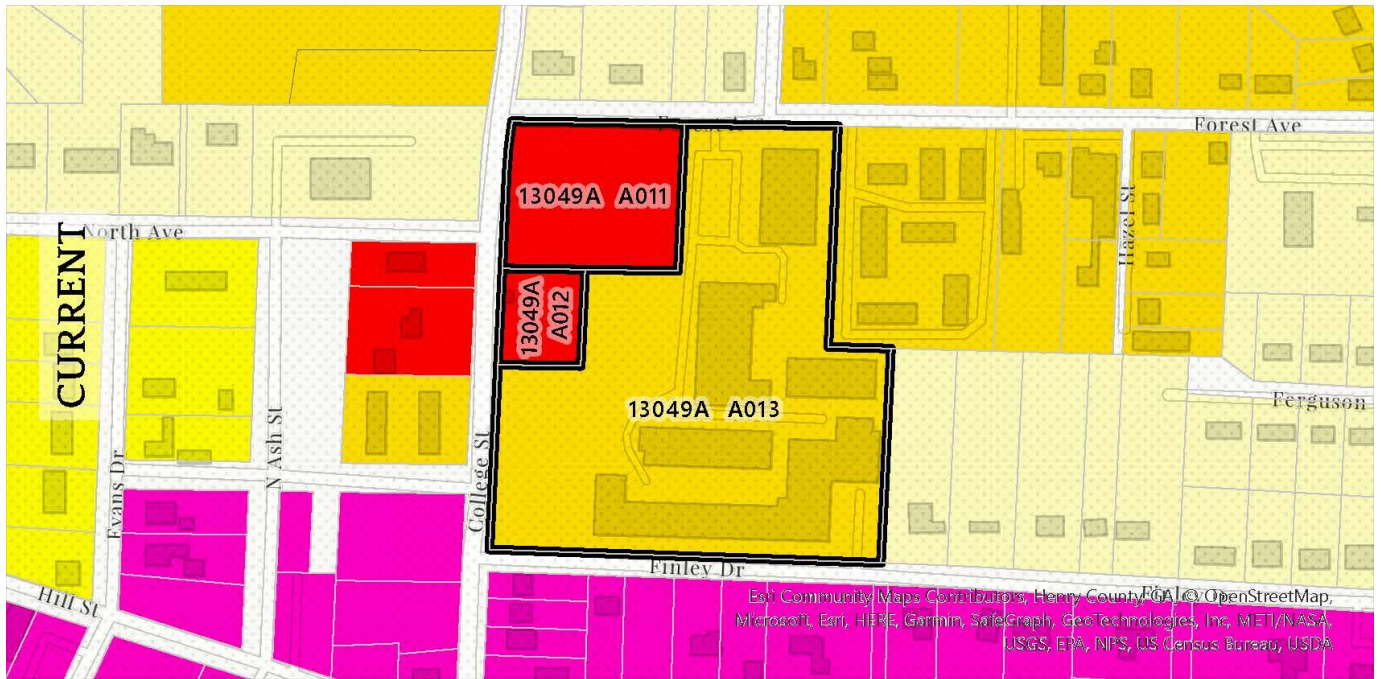 Forest Ave
Forest Ave
13049A A011
Hazel St
North Ave
CURRENT
13049A
A012
13049A A013
Ferguson
N Ash St
College St
Evans Dr
Finley Dr
Hill St
Esri Community Maps Contributors, Henry County, GA, © OpenStreetMap,
Microsoft, Esri, HERE, Garmin, SafeGraph, GeoTechnologies, Inc, METI/NASA,
USGS, EPA, NPS, US Census Bureau, USDA